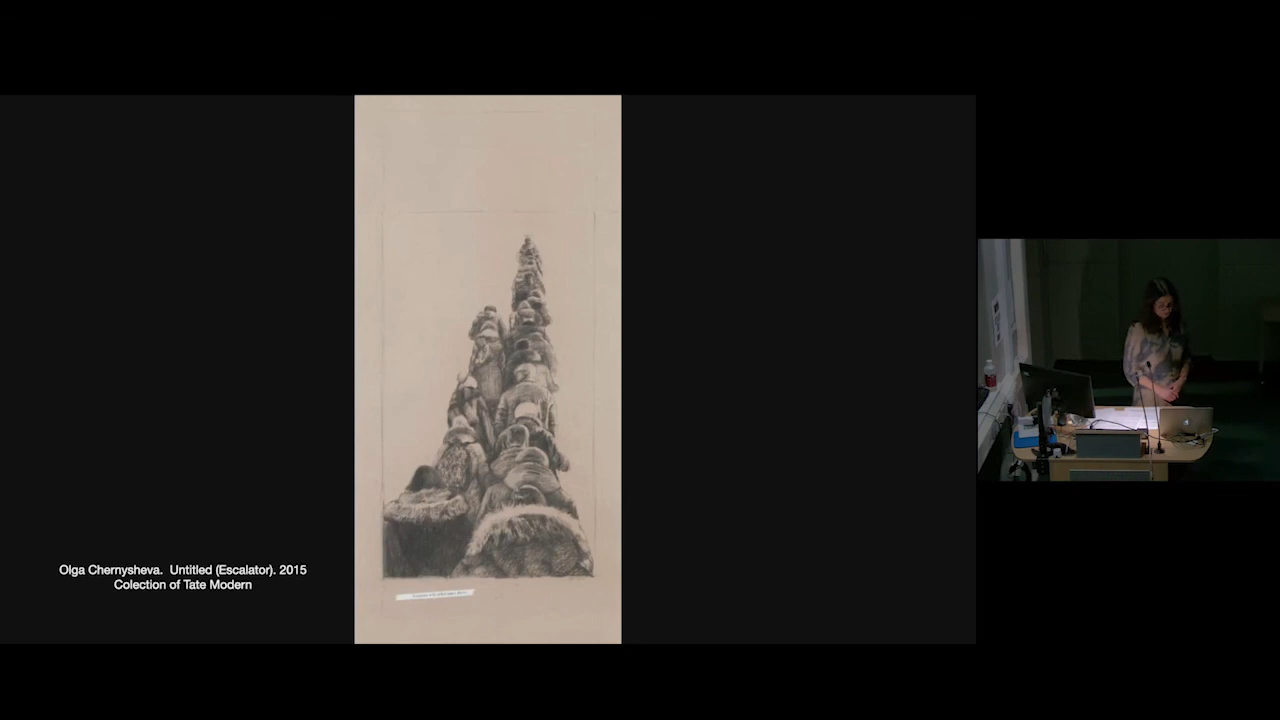 Olga Chernysheva.  Untitled (Escalator). 2015
Colection of Tate Modern